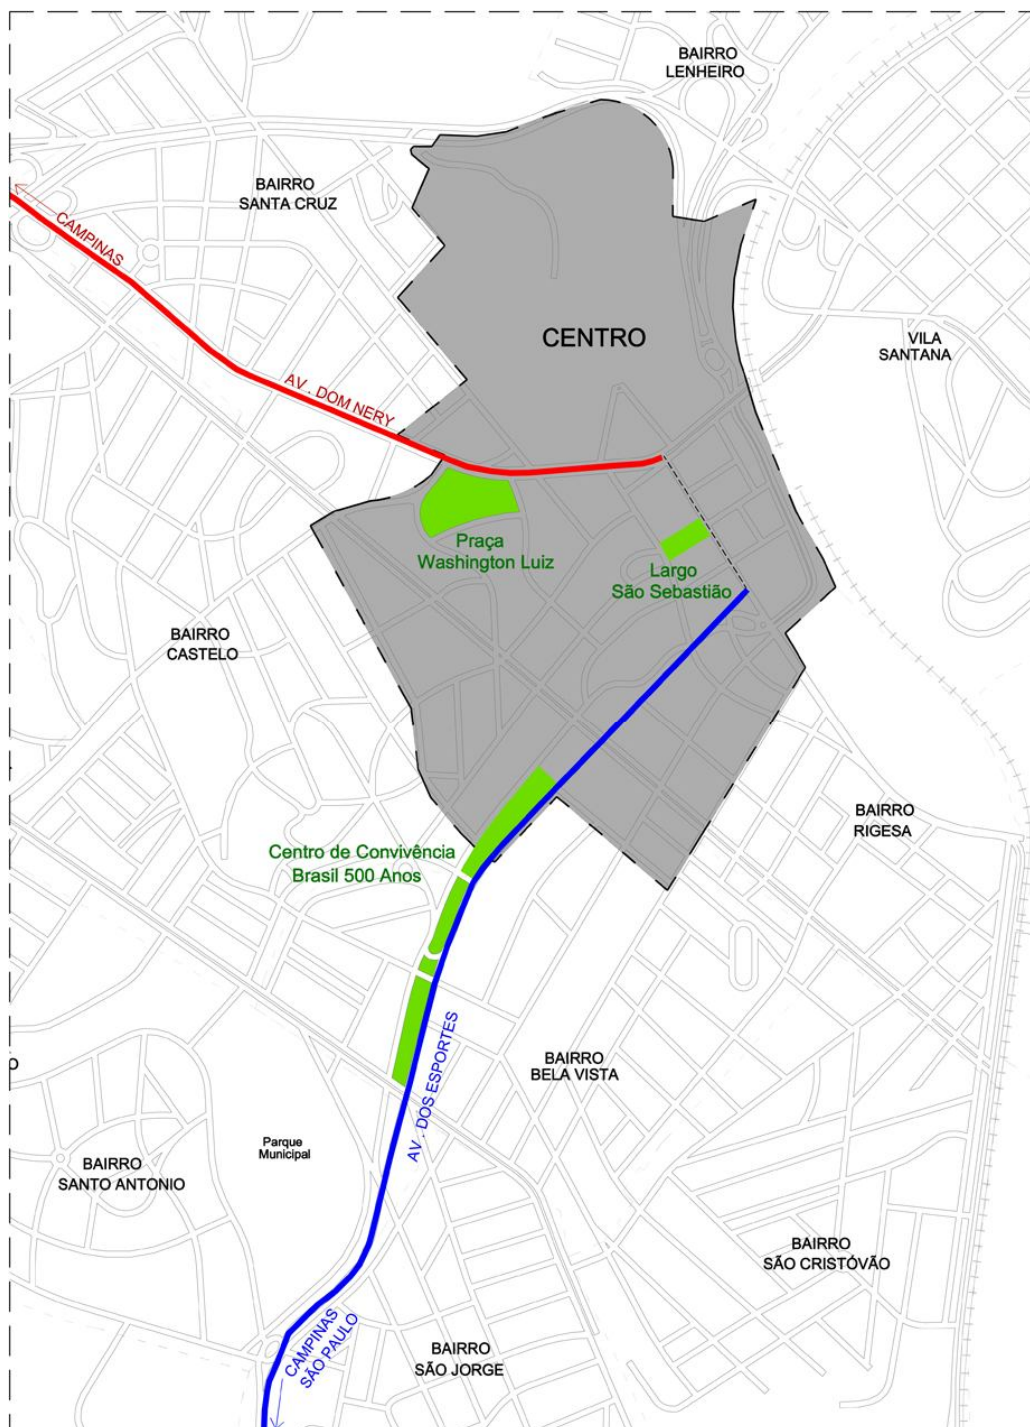 BAIRRO
LENHEIRO
BAIRRO
SANTA CRUZ
CAMPINAS
CENTRO
VILA
SANTANA
AV . DOM NERY
Praça
Washington Luiz
Largo
São Sebastião
BAIRRO
CASTELO
BAIRRO
RIGESA
Centro de Convivência
Brasil 500 Anos
AV . DOS ESPORTES
BAIRRO
BELA VISTA
Parque
Municipal
BAIRRO
SANTO ANTONIO
BAIRRO
SÃO CRISTÓVÃO
CAMPINAS
SÃO PAULO
BAIRRO
SÃO JORGE